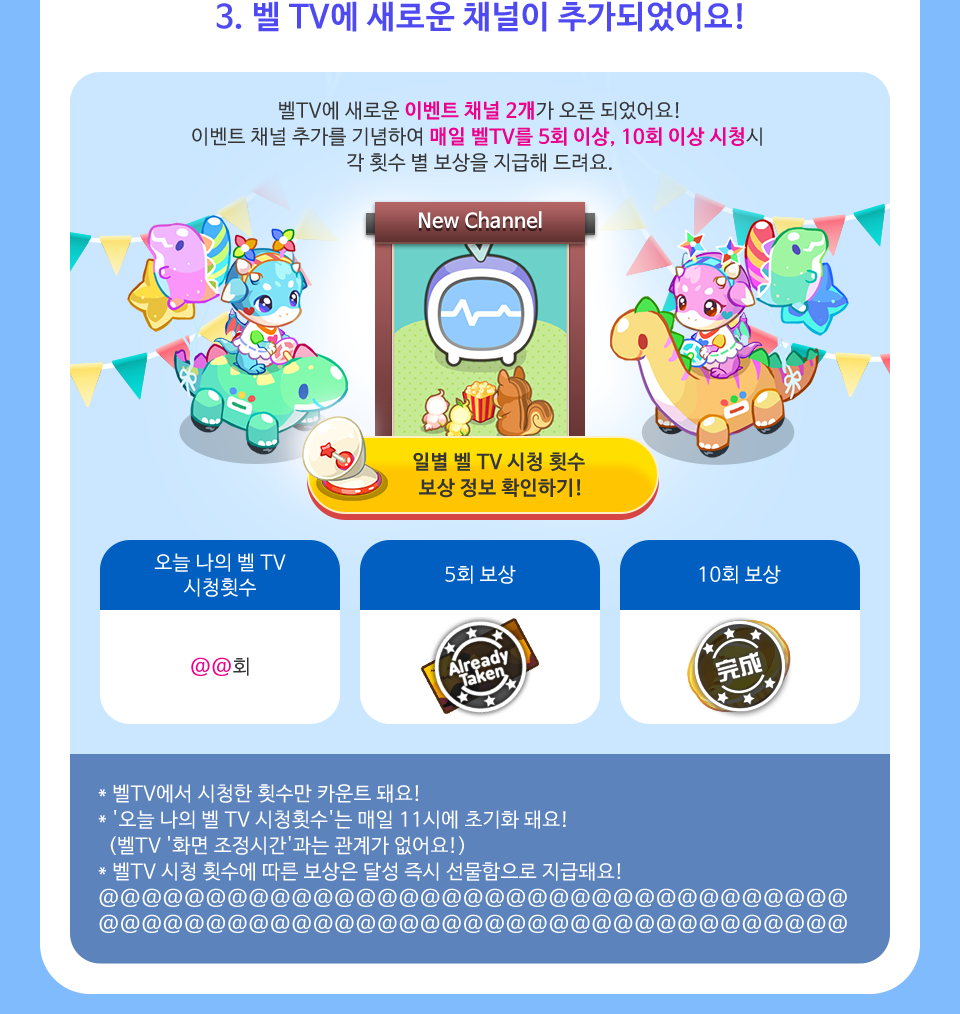 3. 벨 TV에 새로운 채널이 추가되었어요!
벨TV에 새로운 이벤트 채널 2개가 오픈 되었어요!
이벤트 채널 추가를 기념하여 매일 벨TV를 5회 이상, 10회 이상 시청시
각 횟수 별 보상을 지급해 드려요.
New Channel
일별 벨 TV 시청 횟수
보상 정보 확인하기!
오늘 나의 벨 TV
시청횟수
@@회
5회 보상
Already
Taken
10회 보상
完成
* 벨TV에서 시청한 횟수만 카운트 돼요!
* '오늘 나의 벨 TV 시청횟수'는 매일 11시에 초기화 돼요!
(벨TV '화면 조정시간'과는 관계가 없어요!)
* 벨TV 시청 횟수에 따른 보상은 달성 즉시 선물함으로 지급돼요!
@@@@@@@@@@@@@@@@@@@@@@@@@@@@@@@@@@@
@@@@@@@@@@@@@@@@@@@@@@@@@@@@@@@@@@@